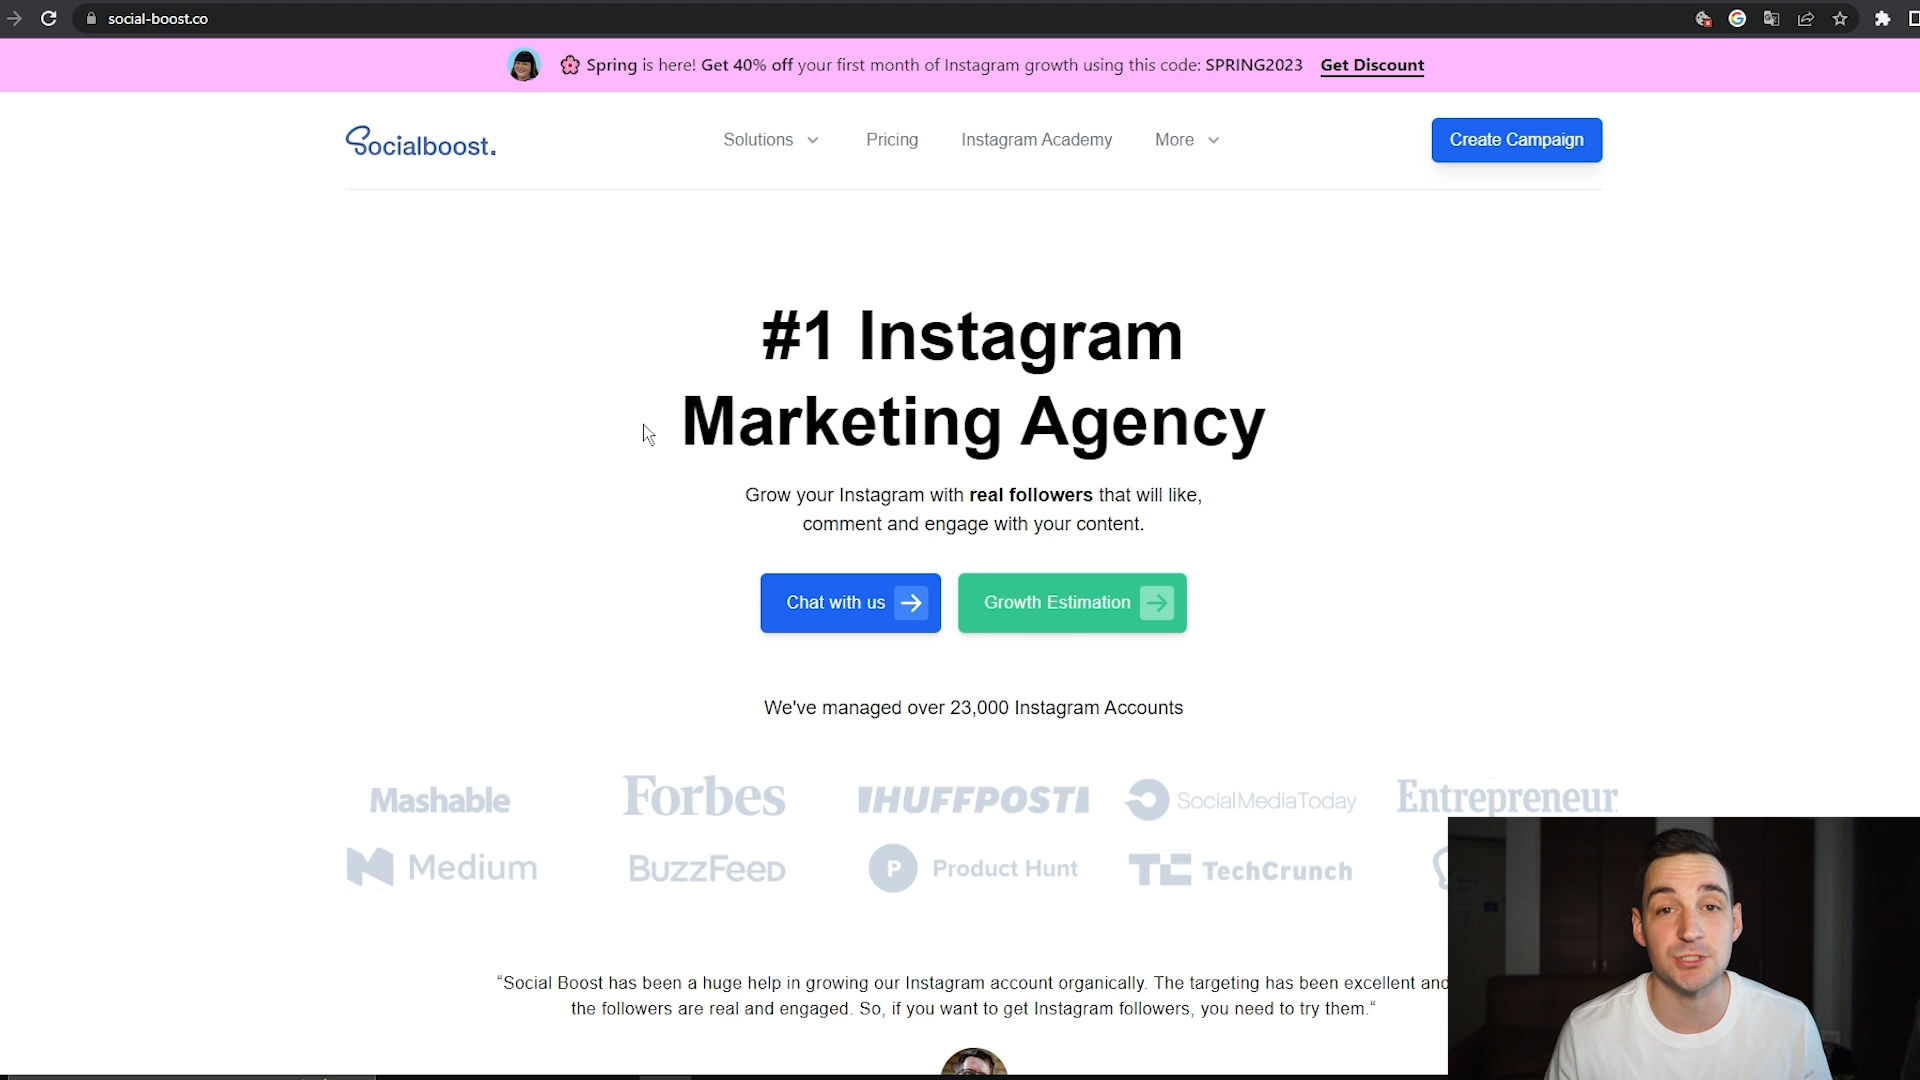 social-boost.co
Spring is here! Get 40% off your first month of Instagram growth using this code: SPRING2023 Get Discount
Socialboost.
Solutions
Pricing
Instagram Academy
More
Create Campaign
#1 Instagram
Marketing Agency
Grow your Instagram with real followers that will like,
comment and engage with your content.
Chat with us
Growth Estimation
We've managed over 23,000 Instagram Accounts
Mashable
Forbes
IHUFFPOSTI
SocialMediaToday
Entrepreneur
Medium
BuzzFeed
P Product Hunt
TC TechCrunch
“Social Boost has been a huge help in growing our Instagram account organically. The targeting has been excellent and
the followers are real and engaged. So, if you want to get Instagram followers, you need to try them.“